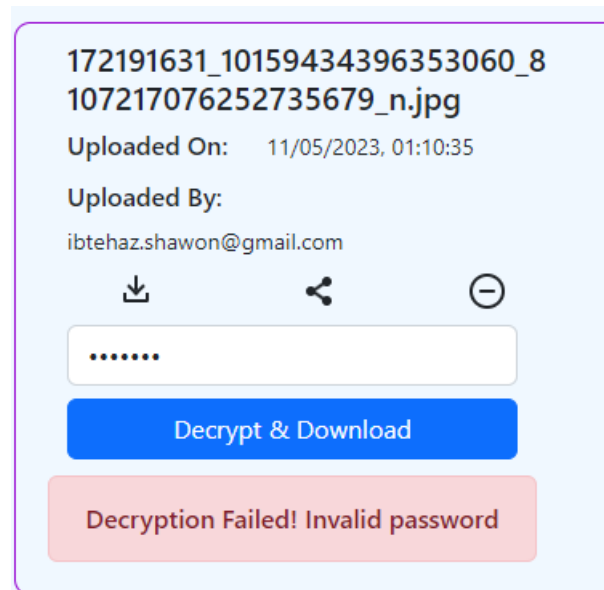 172191631_10159434396353060_8
107217076252735679_n.jpg
Uploaded On: 11/05/2023, 01:10:35
Uploaded By:
ibtehaz.shawon@gmail.com
•••••••
Decrypt & Download
Decryption Failed! Invalid password